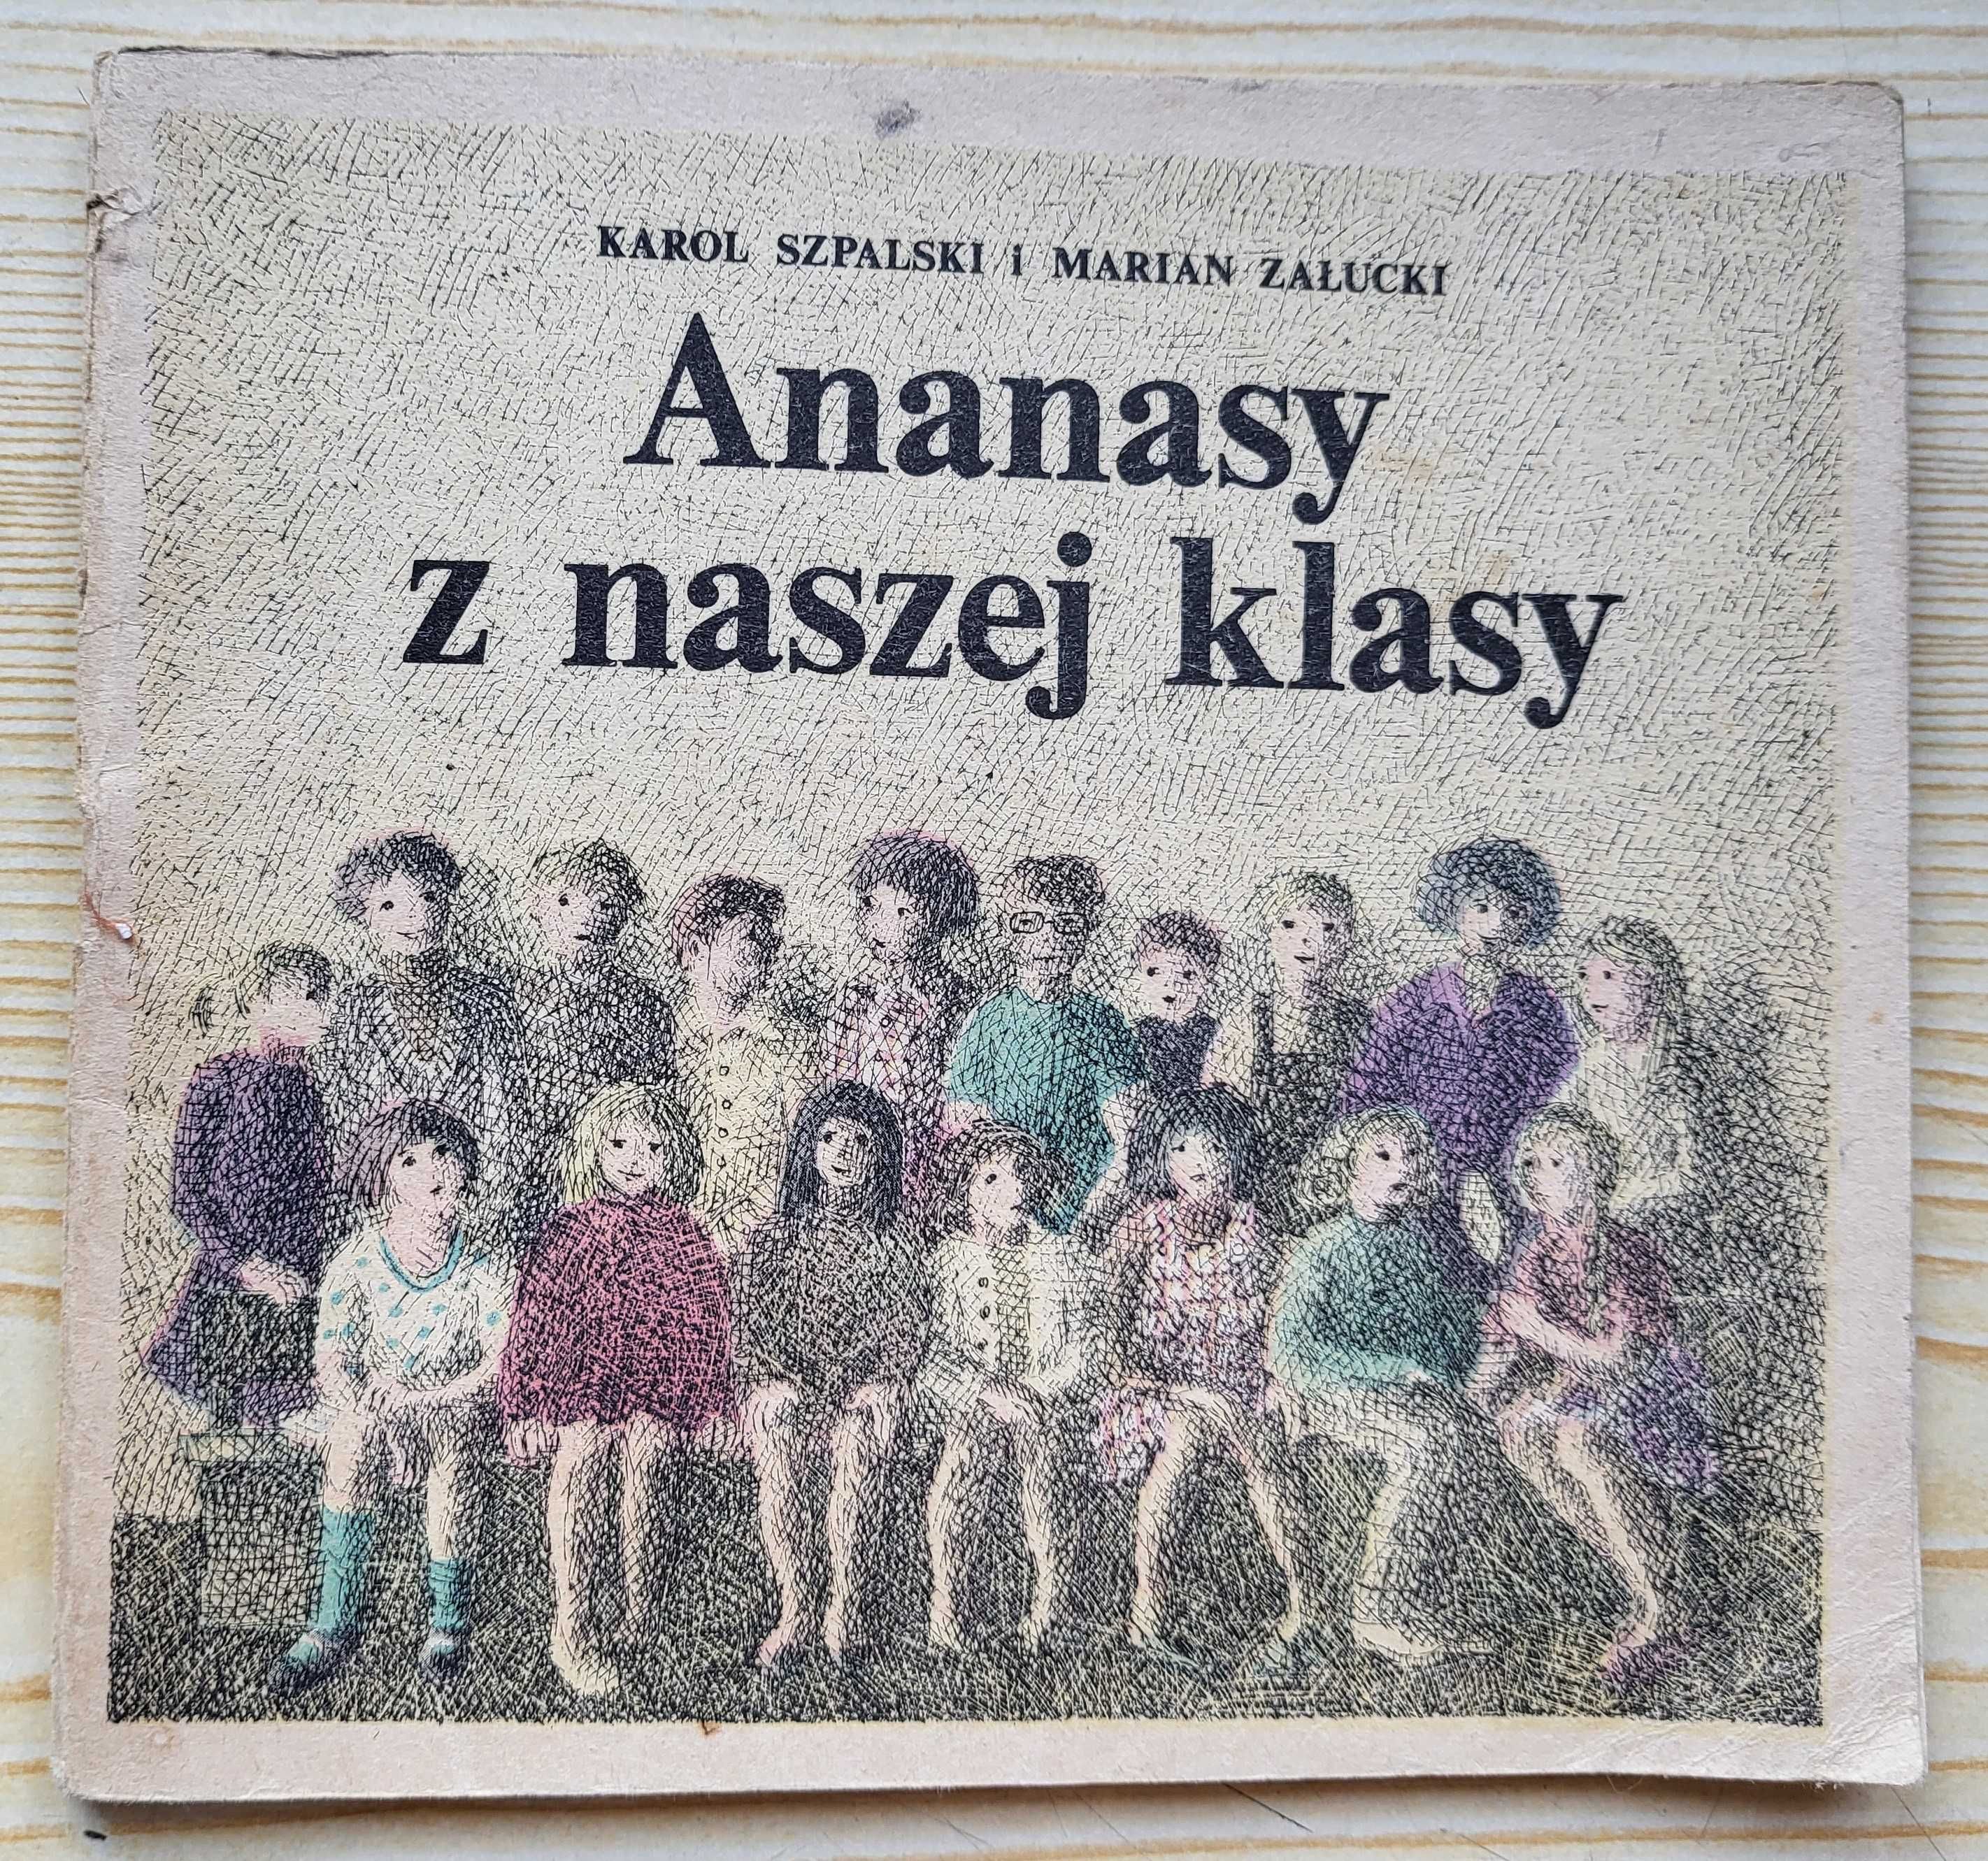 KAROL SZPALSKI i MARIAN ZAŁUCKI
Ananasy
z naszej klasy